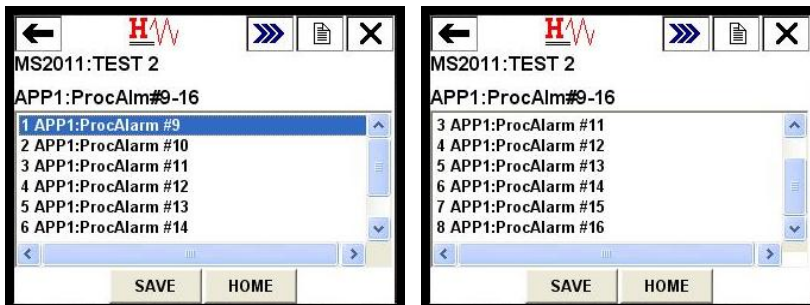 H
MS2011:TEST 2
APP1:ProcAlm#9-16
1 APP1:ProcAlarm #9
2 APP1:ProcAlarm #10
3 APP1:ProcAlarm #11
4 APP1:ProcAlarm #12
5 APP1:ProcAlarm #13
6 APP1:ProcAlarm #14
SAVE HOME
H
MS2011:TEST 2
APP1:ProcAlm#9-16
3 APP1:ProcAlarm #11
4 APP1:ProcAlarm #12
5 APP1:ProcAlarm #13
6 APP1:ProcAlarm #14
7 APP1:ProcAlarm #15
8 APP1:ProcAlarm #16
SAVE HOME